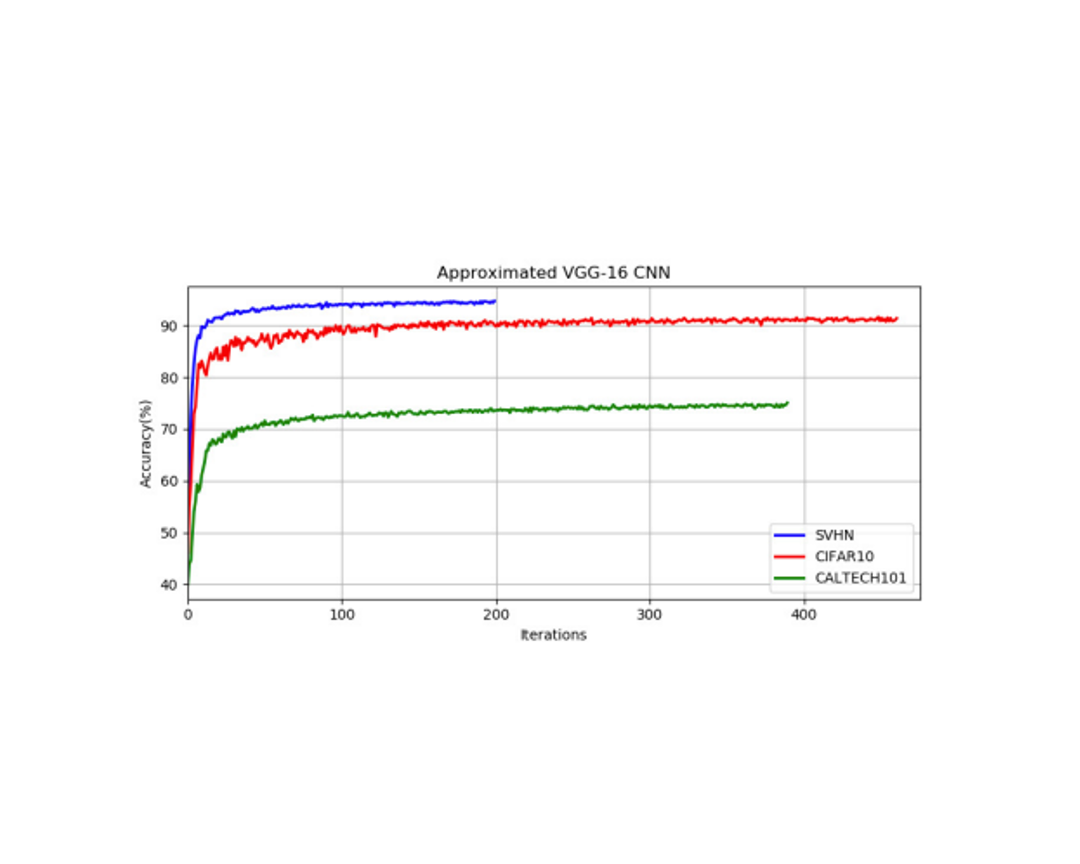 Approximated VGG-16 CNN
90
80
70
60
50
40
Accuracy(%)
0 100 200 300 400
Iterations
SVHN
CIFAR10
CALTECH101